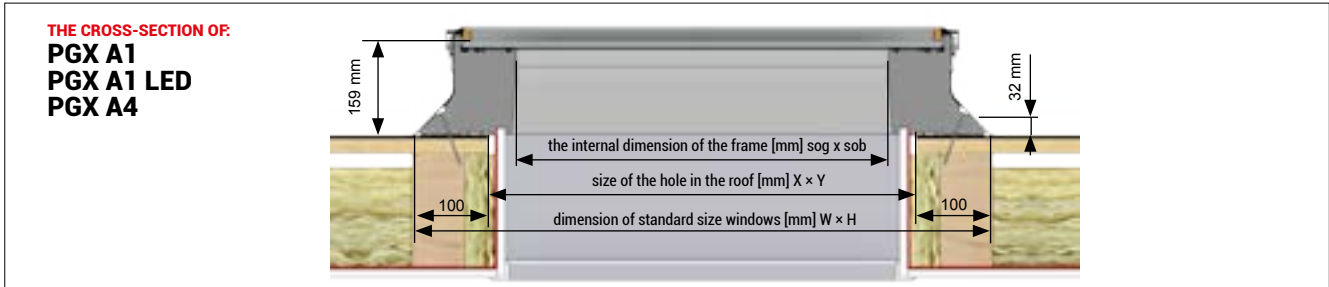 THE CROSS-SECTION OF:
PGX A1
PGX A1 LED
PGX A4
159 mm
32 mm
the internal dimension of the frame [mm] sog x sob
size of the hole in the roof [mm] X × Y
100
100
dimension of standard size windows [mm] W × H